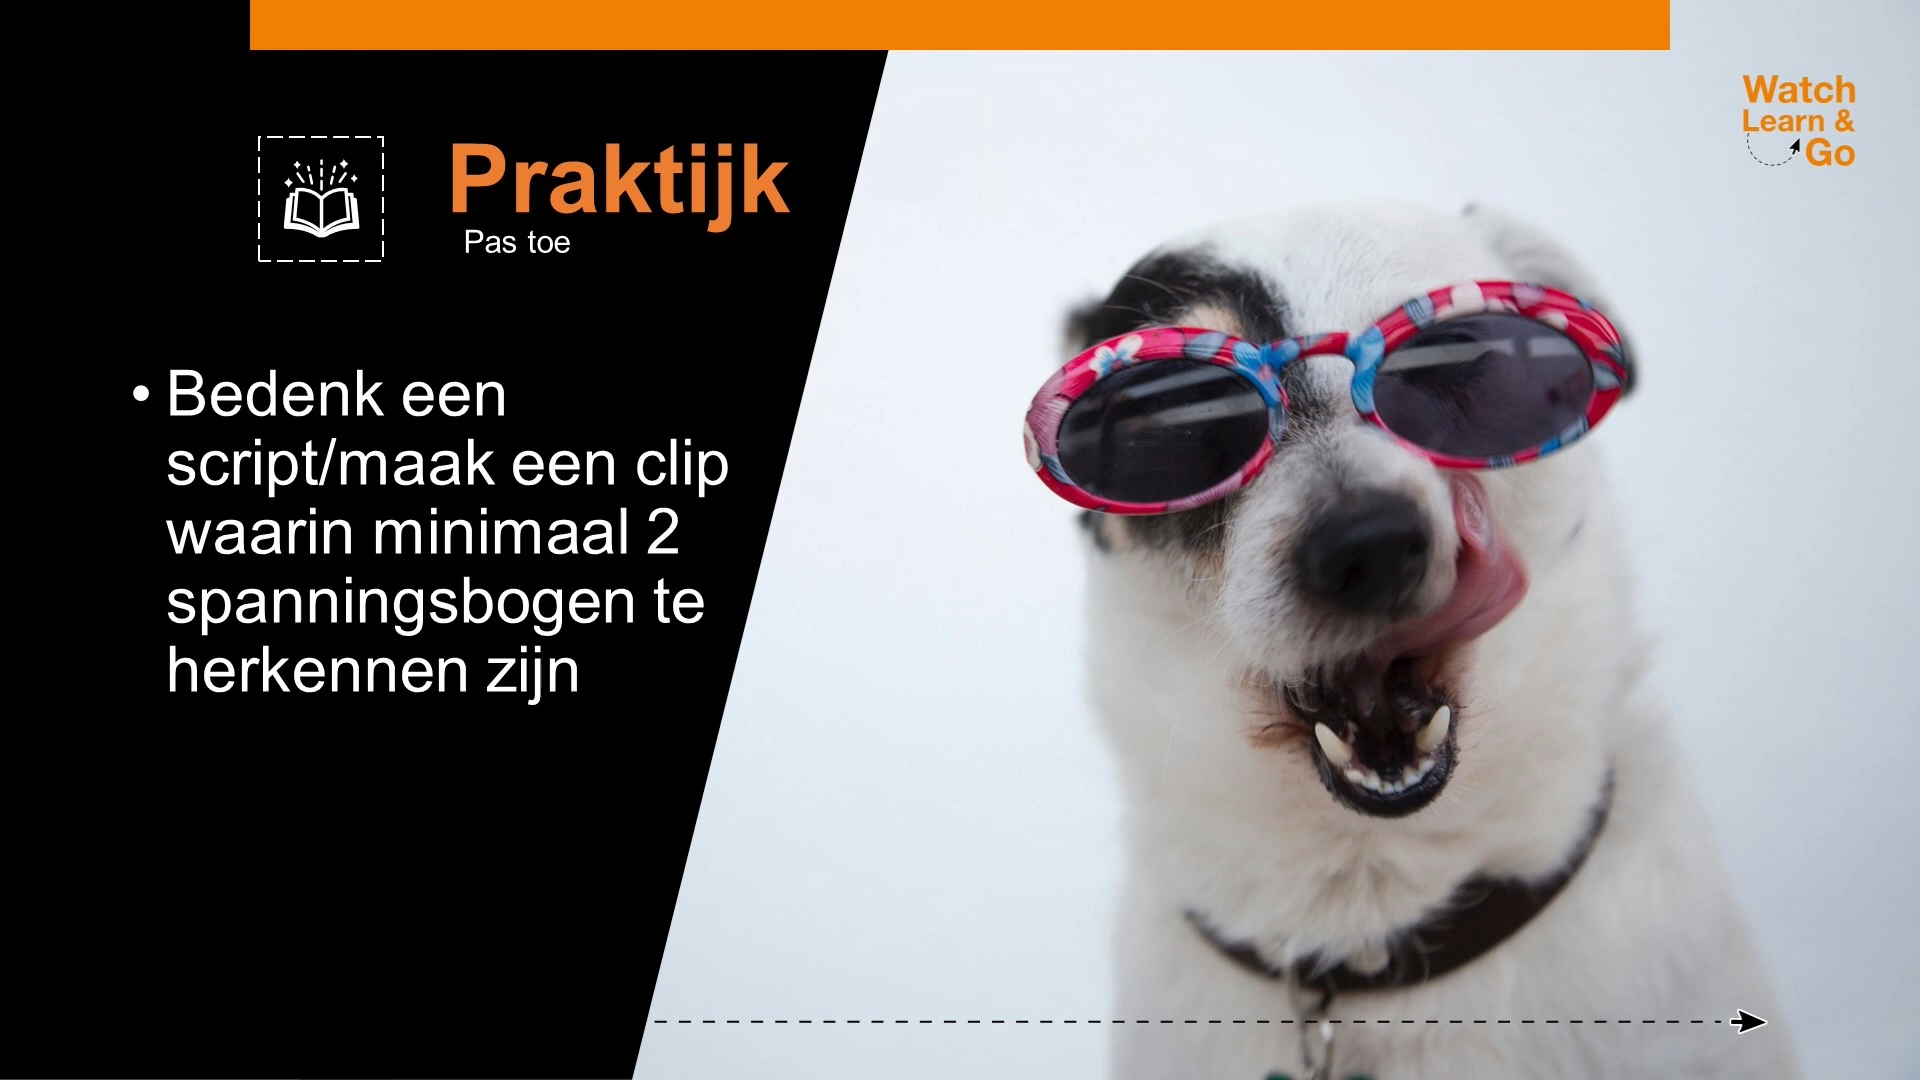 Watch
Learn &
Go
Praktijk
Pas toe
• Bedenk een
script/maak een clip
waarin minimaal 2
spanningsbogen te
herkennen zijn